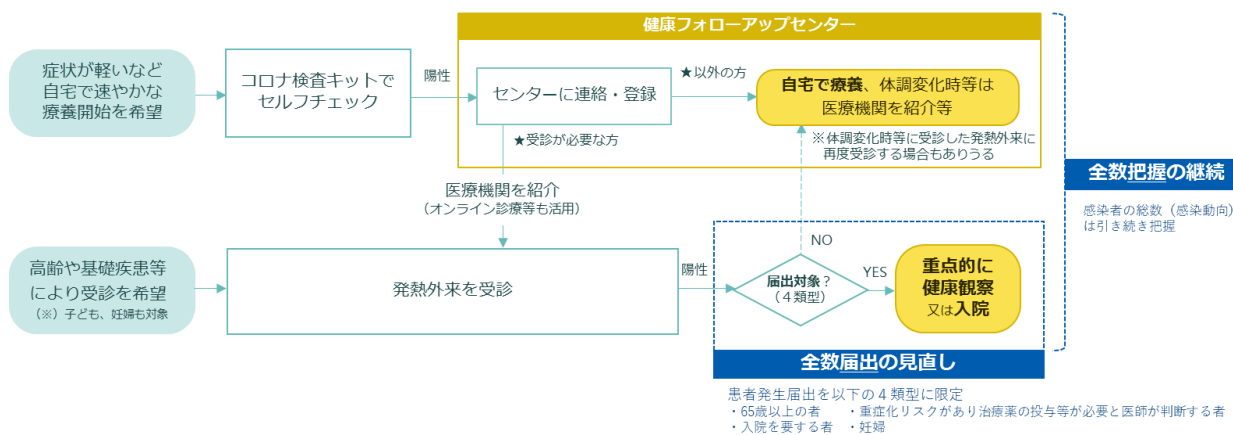 健康フォローアップセンター
症状が軽いなど
自宅で速やかな
療養開始を希望
コロナ検査キットで
セルフチェック
陽性
センターに連絡・登録
★以外の方
自宅で療養、体調変化時等は
医療機関を紹介等
★受診が必要な方
※体調変化時等に受診した発熱外来に
再度受診する場合もありうる
医療機関を紹介
（オンライン診療等も活用）
全数把握の継続
感染者の総数（感染動向）
は引き続き把握
高齢や基礎疾患等
により受診を希望
（※）子ども、妊婦も対象
発熱外来を受診
陽性
NO
届出対象？
（４類型）
YES
重点的に
健康観察
又は入院
全数届出の見直し
患者発生届出を以下の４類型に限定
・65歳以上の者　・重症化リスクがあり治療薬の投与等が必要と医師が判断する者
・入院を要する者　・妊婦